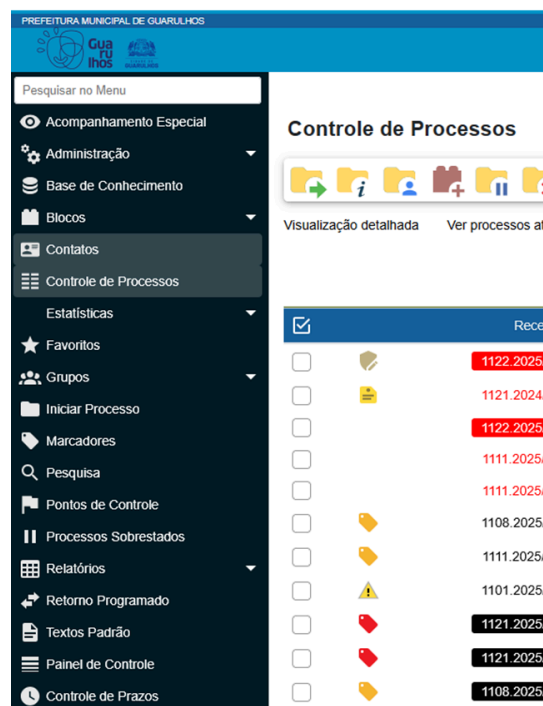 PREFEITURA MUNICIPAL DE GUARULHOS
Gua
ru
lhos
GUARULHOS
Pesquisar no Menu
Acompanhamento Especial
Administração
Base de Conhecimento
Blocos
Contatos
Controle de Processos
Estatísticas
Favoritos
Grupos
Iniciar Processo
Marcadores
Pesquisa
Pontos de Controle
Processos Sobrestados
Relatórios
Retorno Programado
Textos Padrão
Painel de Controle
Controle de Prazos
Controle de Processos
Visualização detalhada Ver processos at
Rece
1122.2025/
1121.2024/
1122.2025/
1111.2025/
1111.2025/
1108.2025/
1111.2025/
1101.2025/
1121.2025/
1121.2025/
1108.2025/